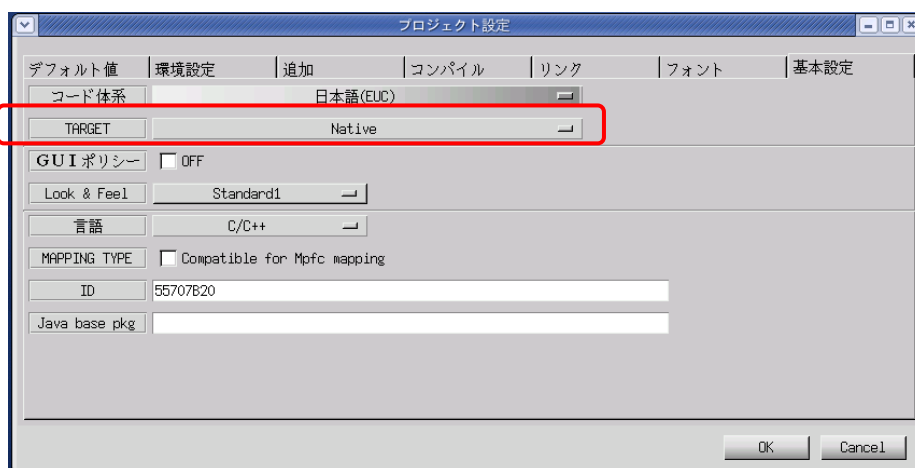 プロジェクト設定
デフォルト値 環境設定 追加 コンパイル リンク フォント 基本設定
コード体系 日本語(EUC)
TARGET Native
GUIポリシー OFF
Look & Feel Standard1
言語 C/C++
MAPPING TYPE Compatible for Mpfc mapping
ID 55707B20
Java base pkg
OK Cancel